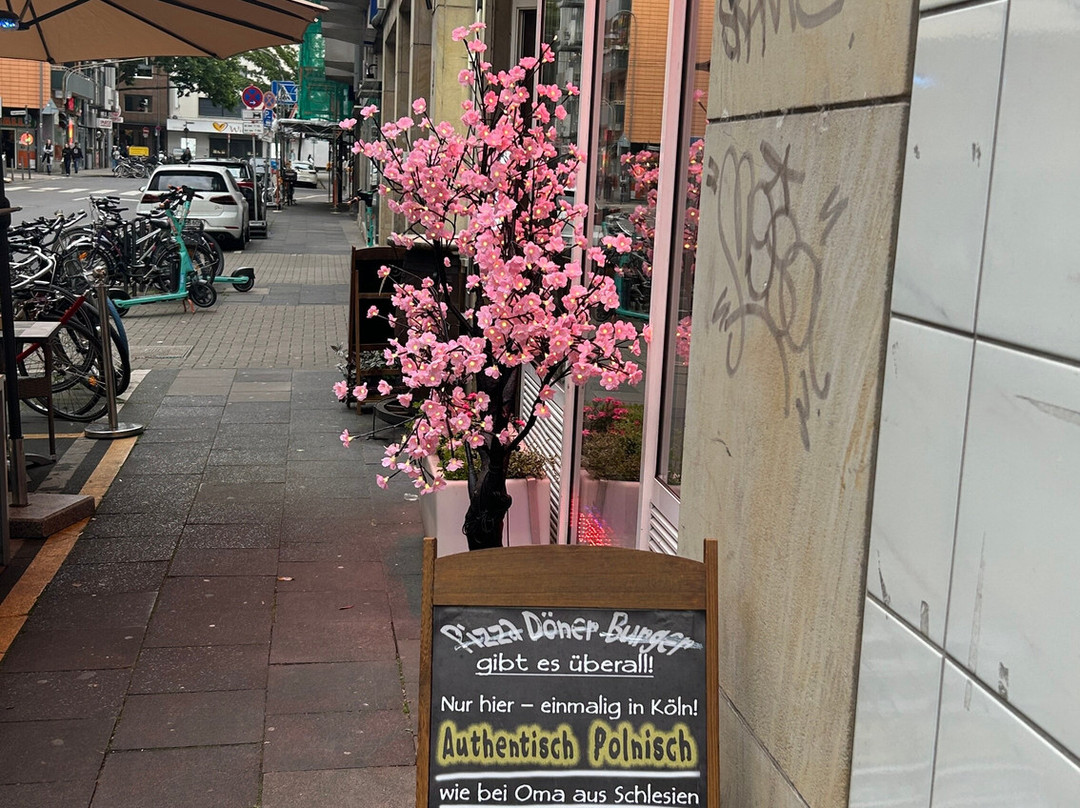 Pizza Döner Burger
gibt es überall!
Nur hier – einmalig in Köln!
Authentisch Polnisch
wie bei Oma aus Schlesien